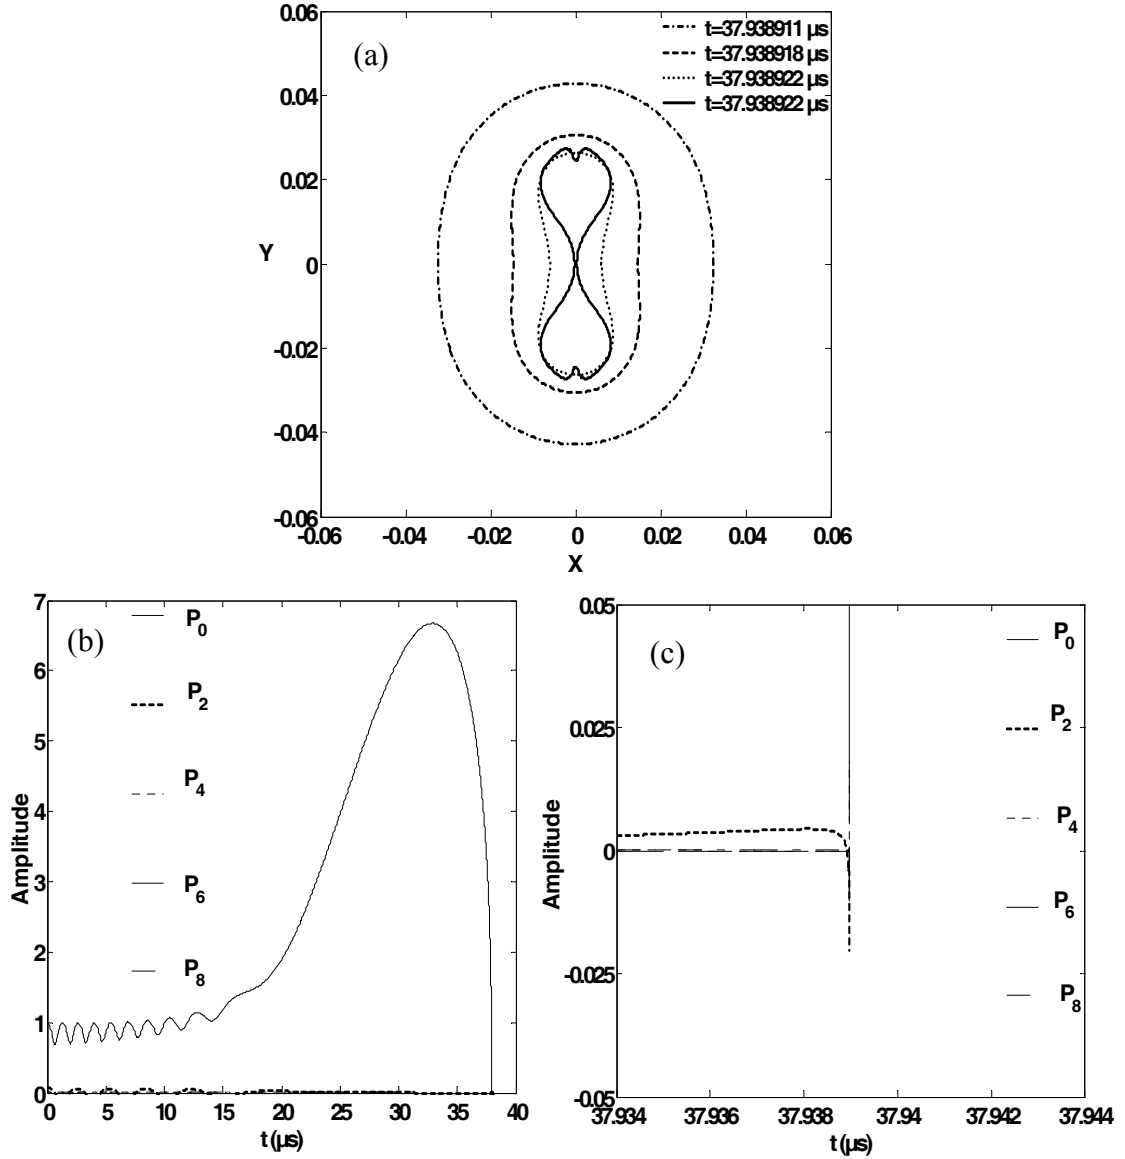 (a)
t=37.938911 µs
t=37.938918 µs
t=37.938922 µs
t=37.938922 µs
0.06
0.04
0.02
0
-0.02
-0.04
-0.06
Y
-0.06 -0.04 -0.02 0 0.02 0.04 0.06
X
(b)
P0
P2
P4
P6
P8
7
6
5
4
3
2
1
0
Amplitude
0 5 10 15 20 25 30 35 40
t (µs)
(c)
P0
P2
P4
P6
P8
0.05
0.025
0
-0.025
-0.05
Amplitude
37.934 37.936 37.938 37.94 37.942 37.944
t (µs)